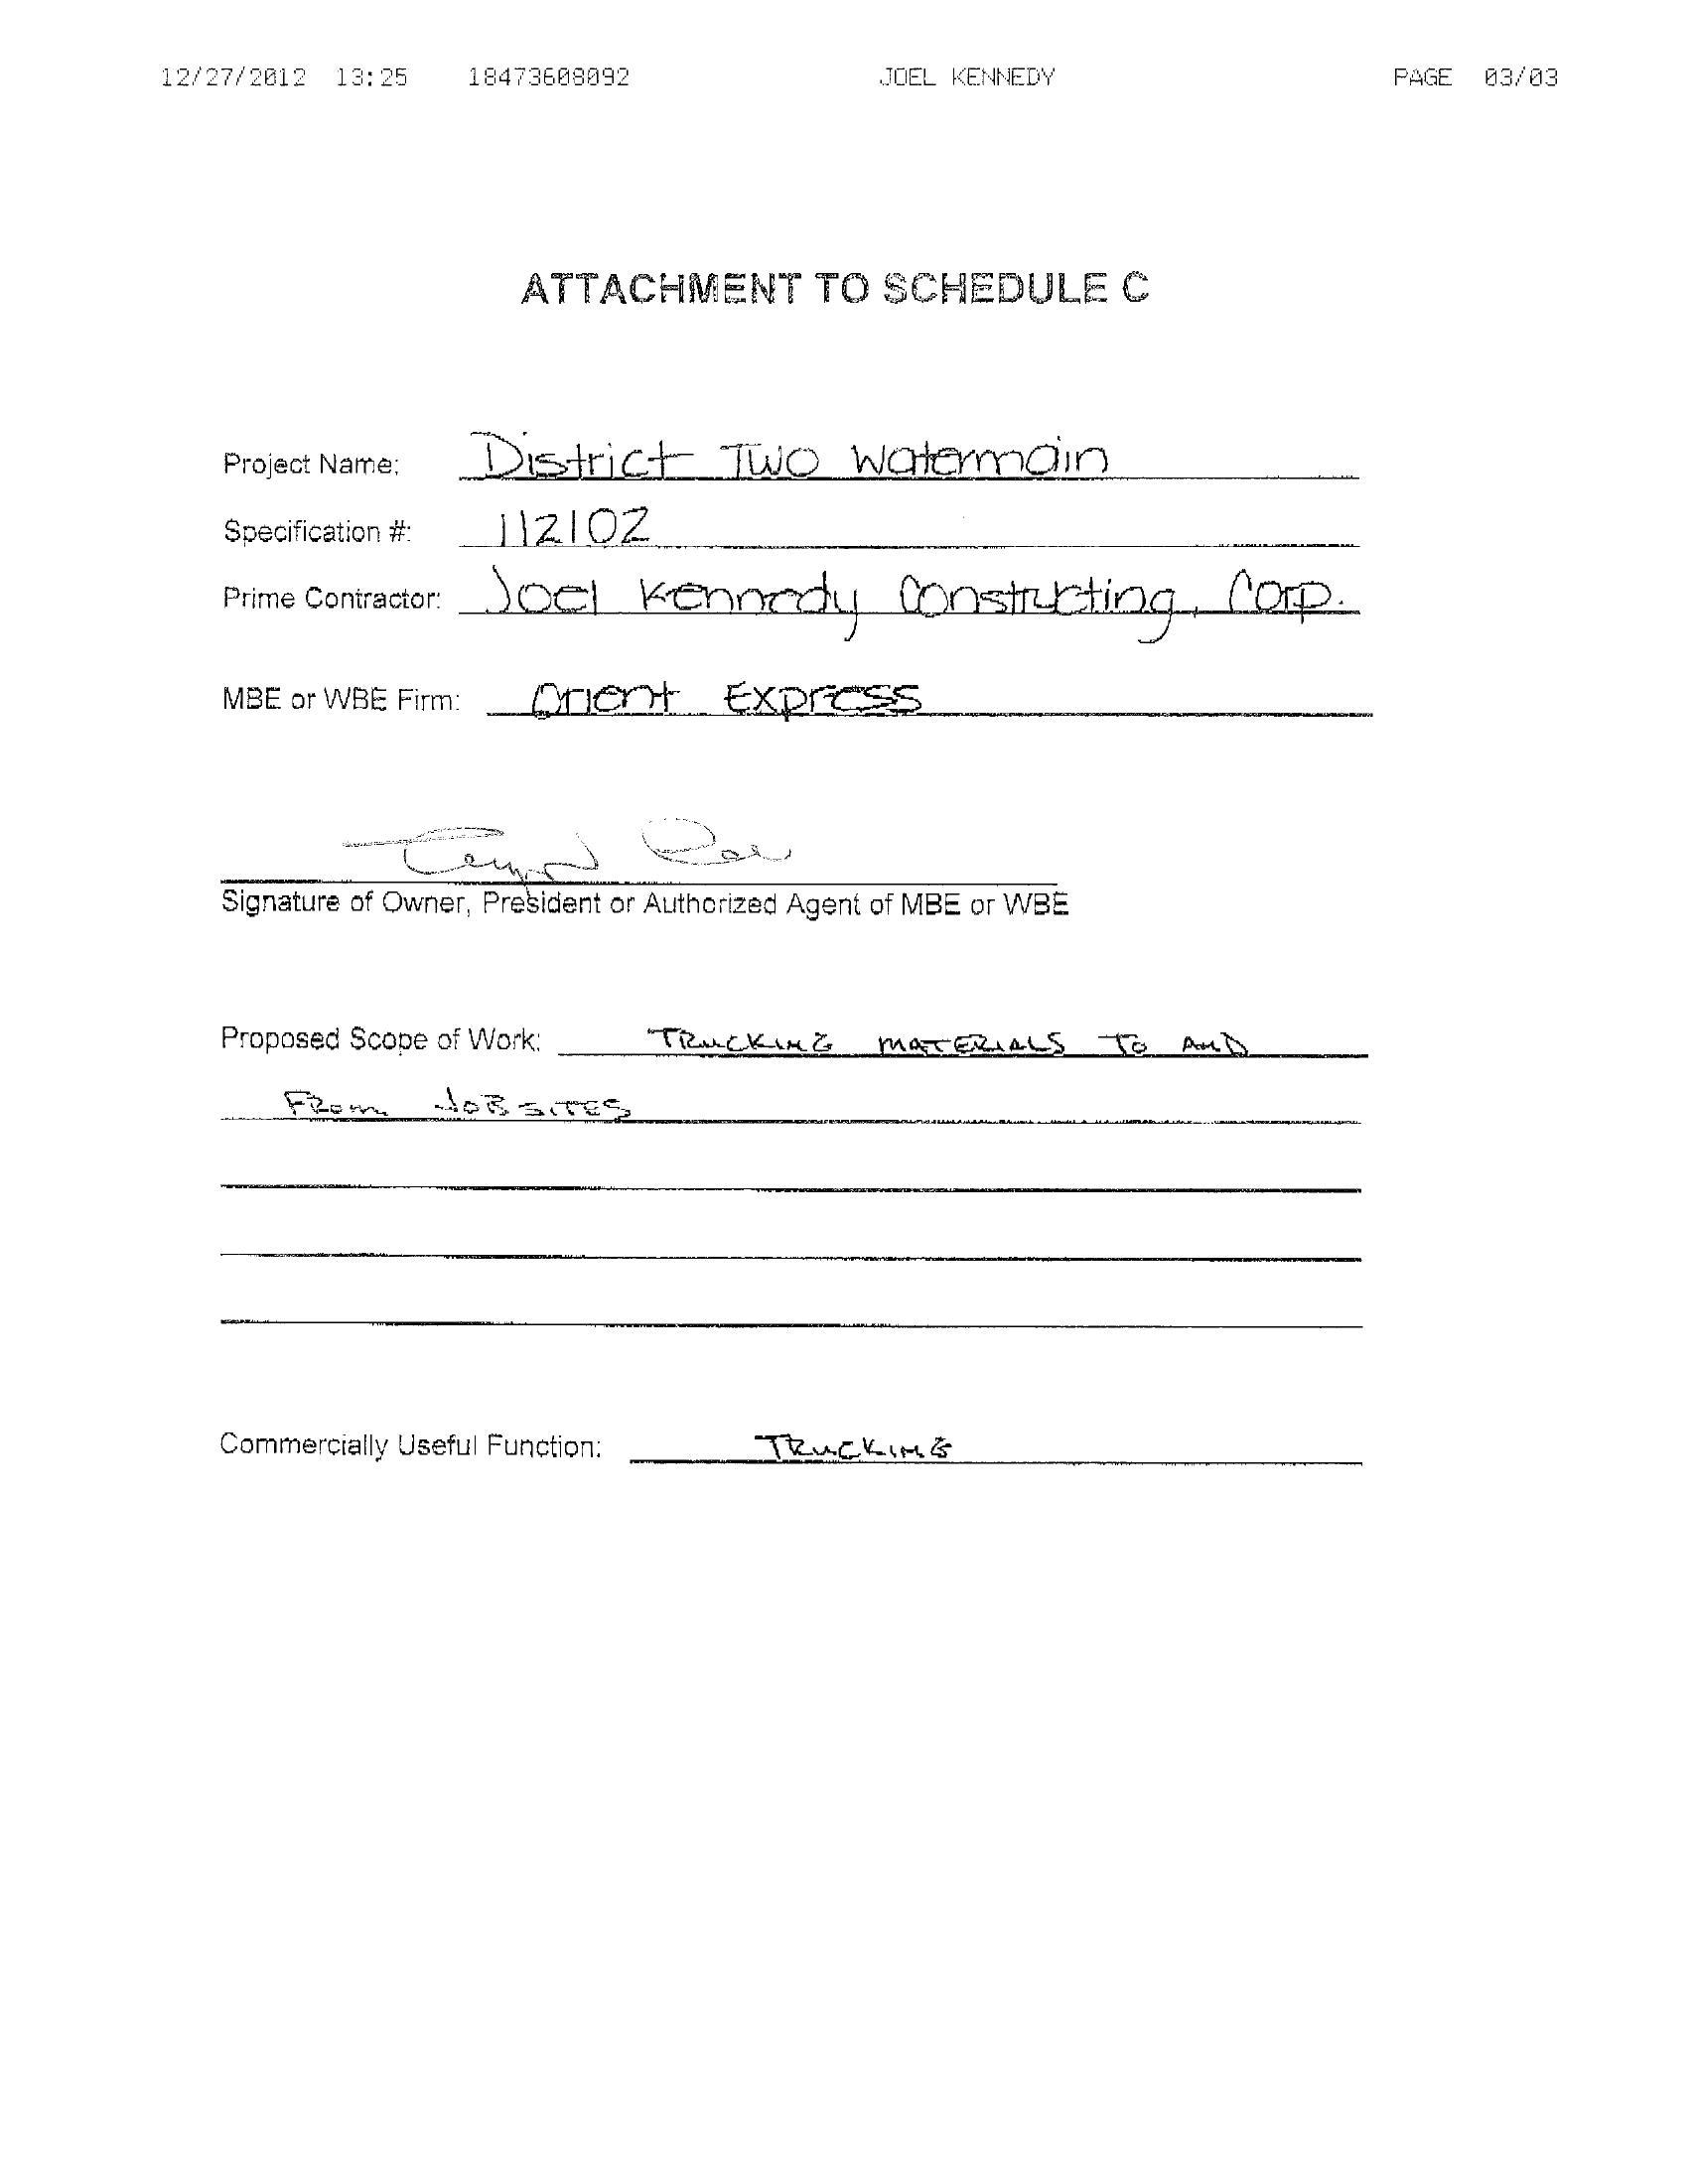 12/27/2012 13:25 18473608092 JOEL KENNEDY PAGE 03/03
ATTACHMENT TO SCHEDULE C
Project Name: District Two Watermain
Specification #: 112102
Prime Contractor: Joel Kennedy Constructing, Corp.
MBE or WBE Firm: Orient Express
Signature of Owner, President or Authorized Agent of MBE or WBE
Proposed Scope of Work: TRUCKING MATERIALS TO AND
FROM JOB SITES
Commercially Useful Function: TRUCKING